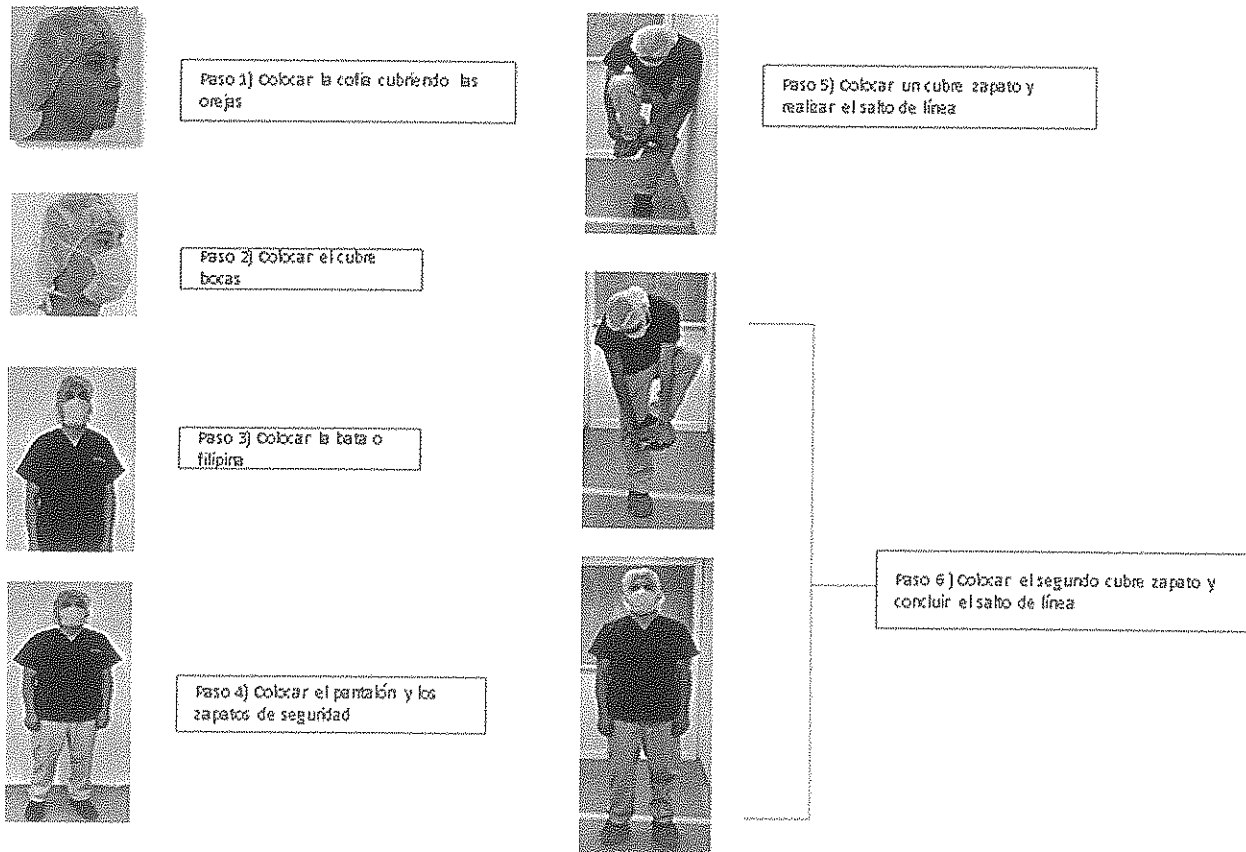 Paso 1) Colocar la cofia cubriendo las
orejas
Paso 2) Colocar el cubre
bocas
Paso 3) Colocar la bata o
filipina
Paso 4) Colocar el pantalón y los
zapatos de seguridad
Paso 5) Colocar un cubre zapato y
realizar el salto de línea
Paso 6 ) Colocar el segundo cubre zapato y
concluir el salto de línea